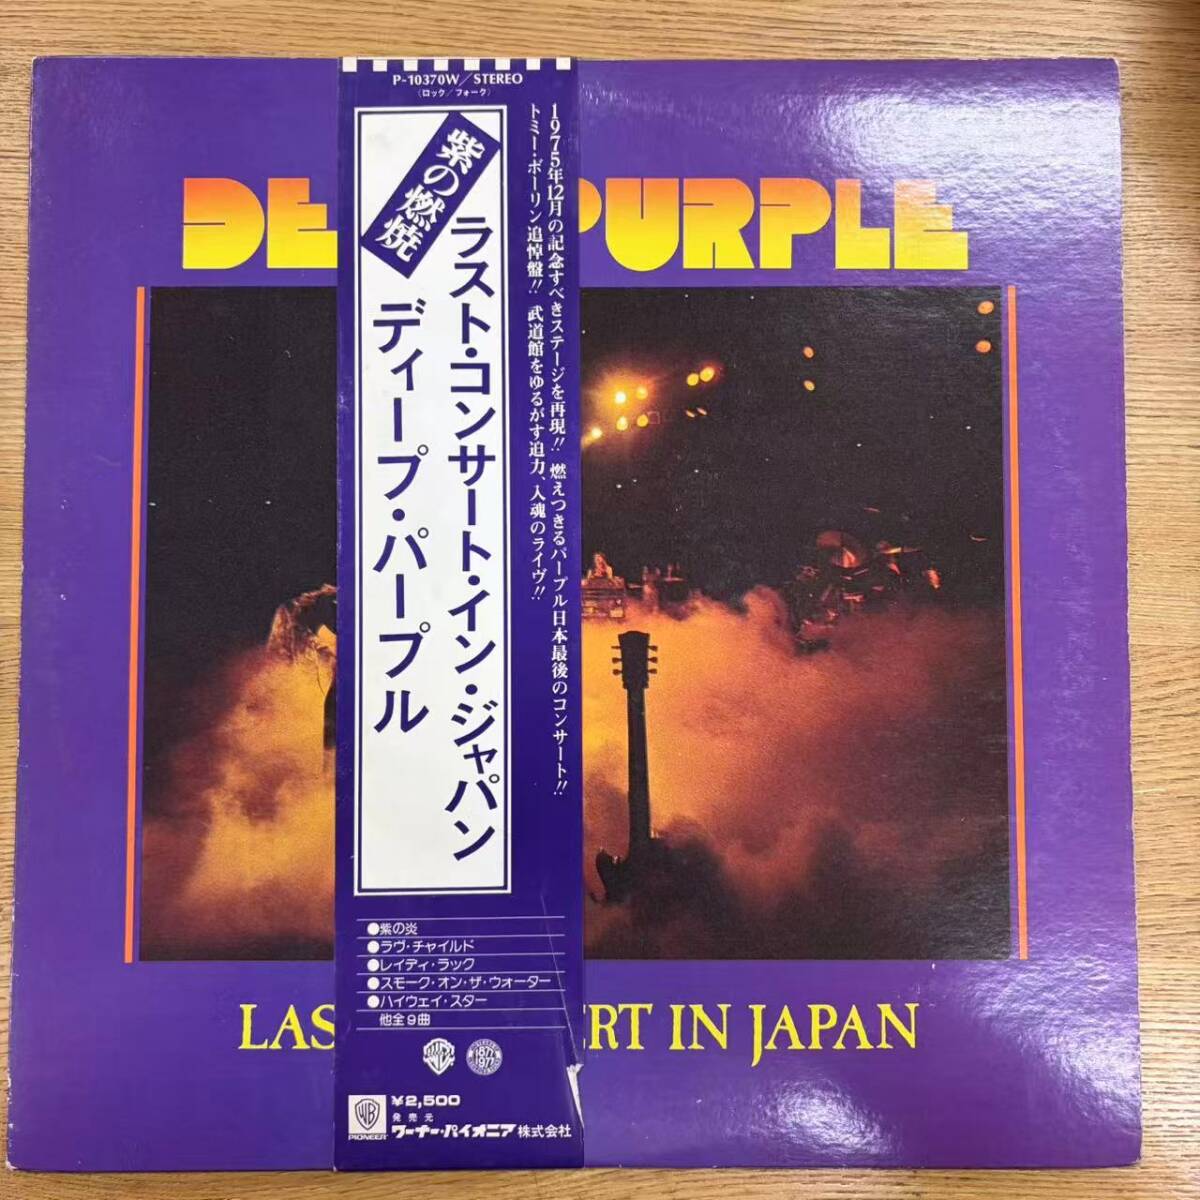 P-10370W/STEREO
(ロック/フォーク)
DE PURPLE
1975年12月の記念すべきステージを再現!! 燃えつきるパープル日本最後のコンサート!!
トミー・ボーリン追悼盤!! 武道館をゆるがす迫力、入魂のライヴ!!
紫の燃焼
ラスト・コンサート・イン・ジャパン
ディープ・パープル
●紫の炎
●ラヴ・チャイルド
●レイディ・ラック
●スモーク・オン・ザ・ウォーター
●ハイウェイ・スター
他全9曲
LAS ERT IN JAPAN
1877
1977
¥2,500
発売元
ワーナー・パイオニア株式会社
WB
PIONEER